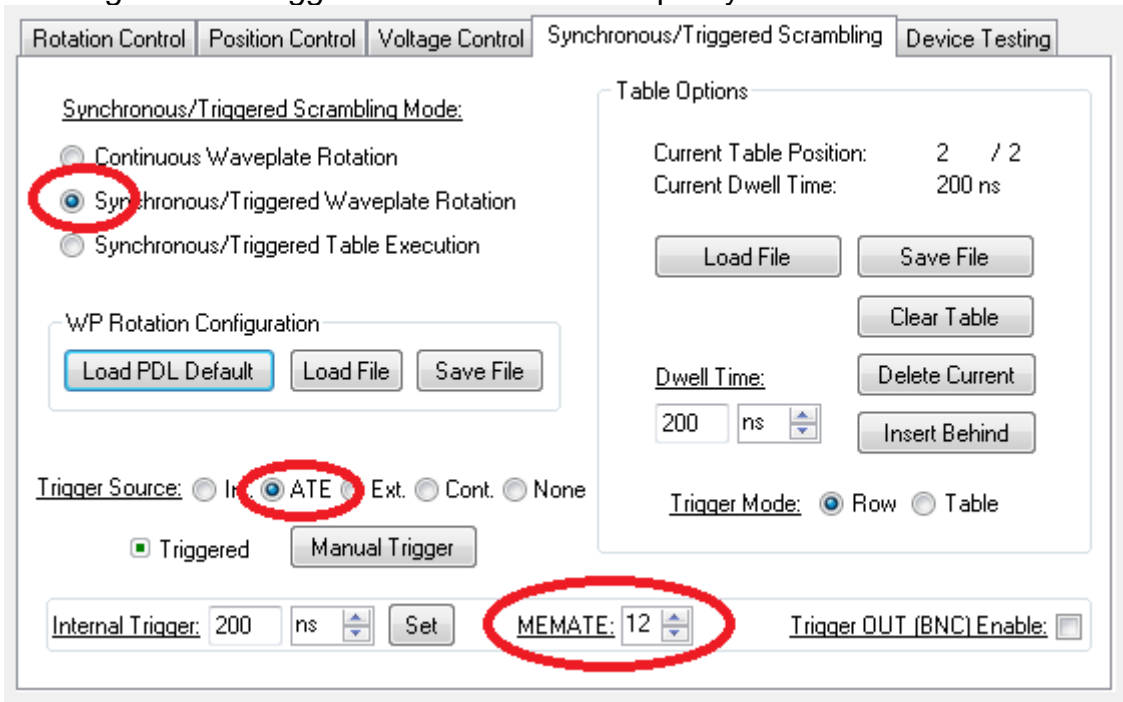 Rotation Control
Position Control
Voltage Control
Synchronous/Triggered Scrambling
Device Testing
Synchronous/Triggered Scrambling Mode:
Continuous Waveplate Rotation
Synchronous/Triggered Waveplate Rotation
Synchronous/Triggered Table Execution
WP Rotation Configuration
Load PDL Default
Load File
Save File
Trigger Source:
ATE
Ext.
Cont.
None
Triggered
Manual Trigger
Table Options
Current Table Position: 2 / 2
Current Dwell Time: 200 ns
Load File
Save File
Clear Table
Dwell Time:
Delete Current
200 ns
Insert Behind
Trigger Mode: Row Table
Internal Trigger: 200 ns Set
MEMATE: 12
Trigger OUT (BNC) Enable: